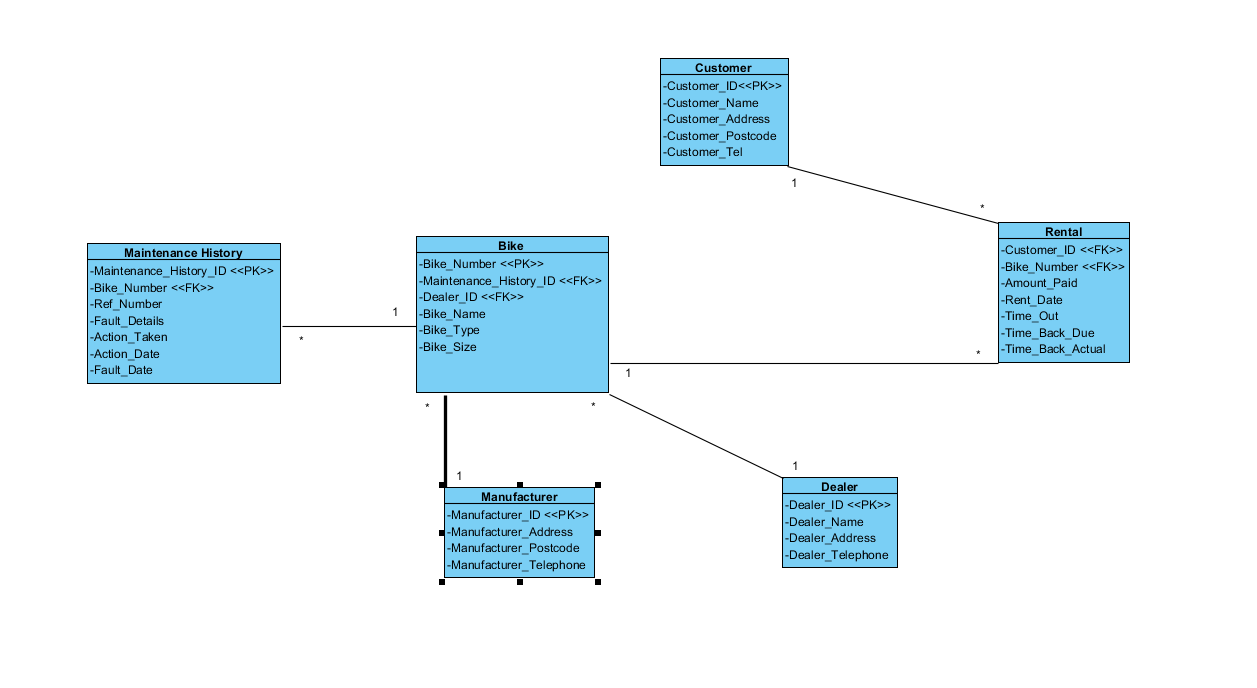 Customer
-Customer_ID<<PK>>
-Customer_Name
-Customer_Address
-Customer_Postcode
-Customer_Tel
1
*
Rental
-Customer_ID <<FK>>
-Bike_Number <<FK>>
-Amount_Paid
-Rent_Date
-Time_Out
-Time_Back_Due
-Time_Back_Actual
Maintenance History
-Maintenance_History_ID <<PK>>
-Bike_Number <<FK>>
-Ref_Number
-Fault_Details
-Action_Taken
-Action_Date
-Fault_Date
*
1
Bike
-Bike_Number <<PK>>
-Maintenance_History_ID <<FK>>
-Dealer_ID <<FK>>
-Bike_Name
-Bike_Type
-Bike_Size
1
*
*
1
*
1
Manufacturer
-Manufacturer_ID <<PK>>
-Manufacturer_Address
-Manufacturer_Postcode
-Manufacturer_Telephone
Dealer
-Dealer_ID <<PK>>
-Dealer_Name
-Dealer_Address
-Dealer_Telephone